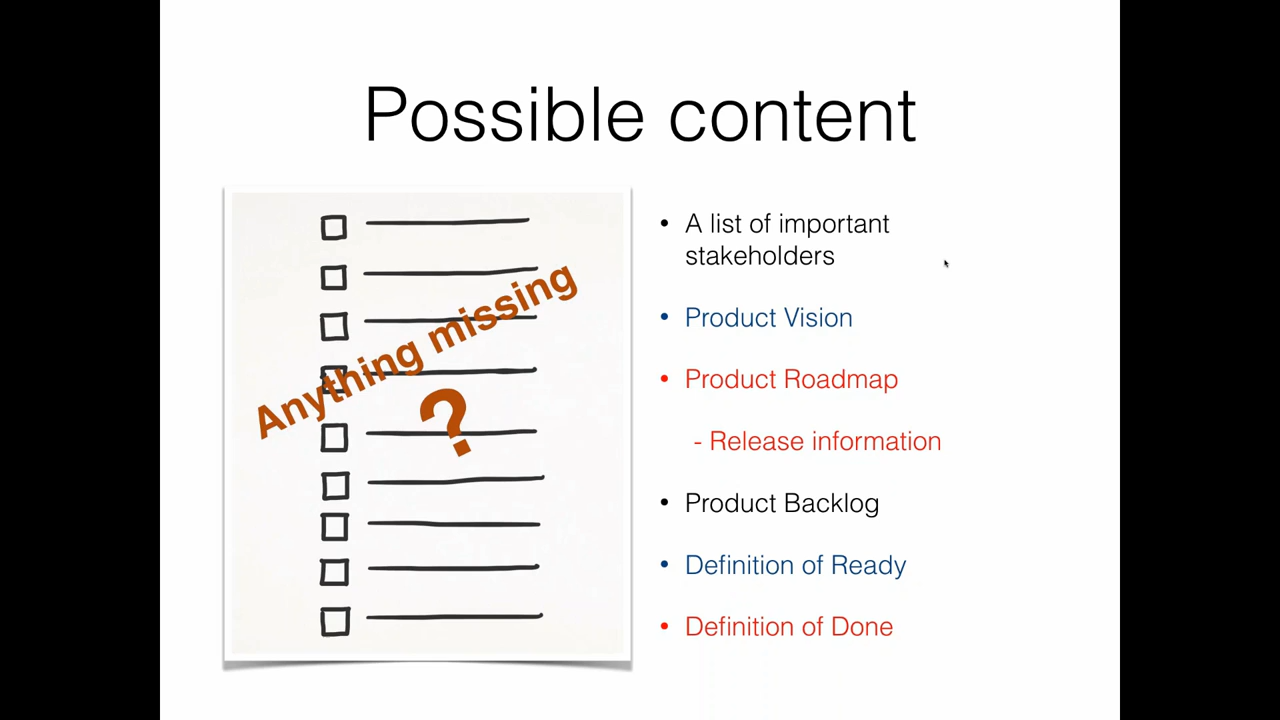 Possible content
Anything missing
?
• A list of important
stakeholders
• Product Vision
• Product Roadmap
- Release information
• Product Backlog
• Definition of Ready
• Definition of Done